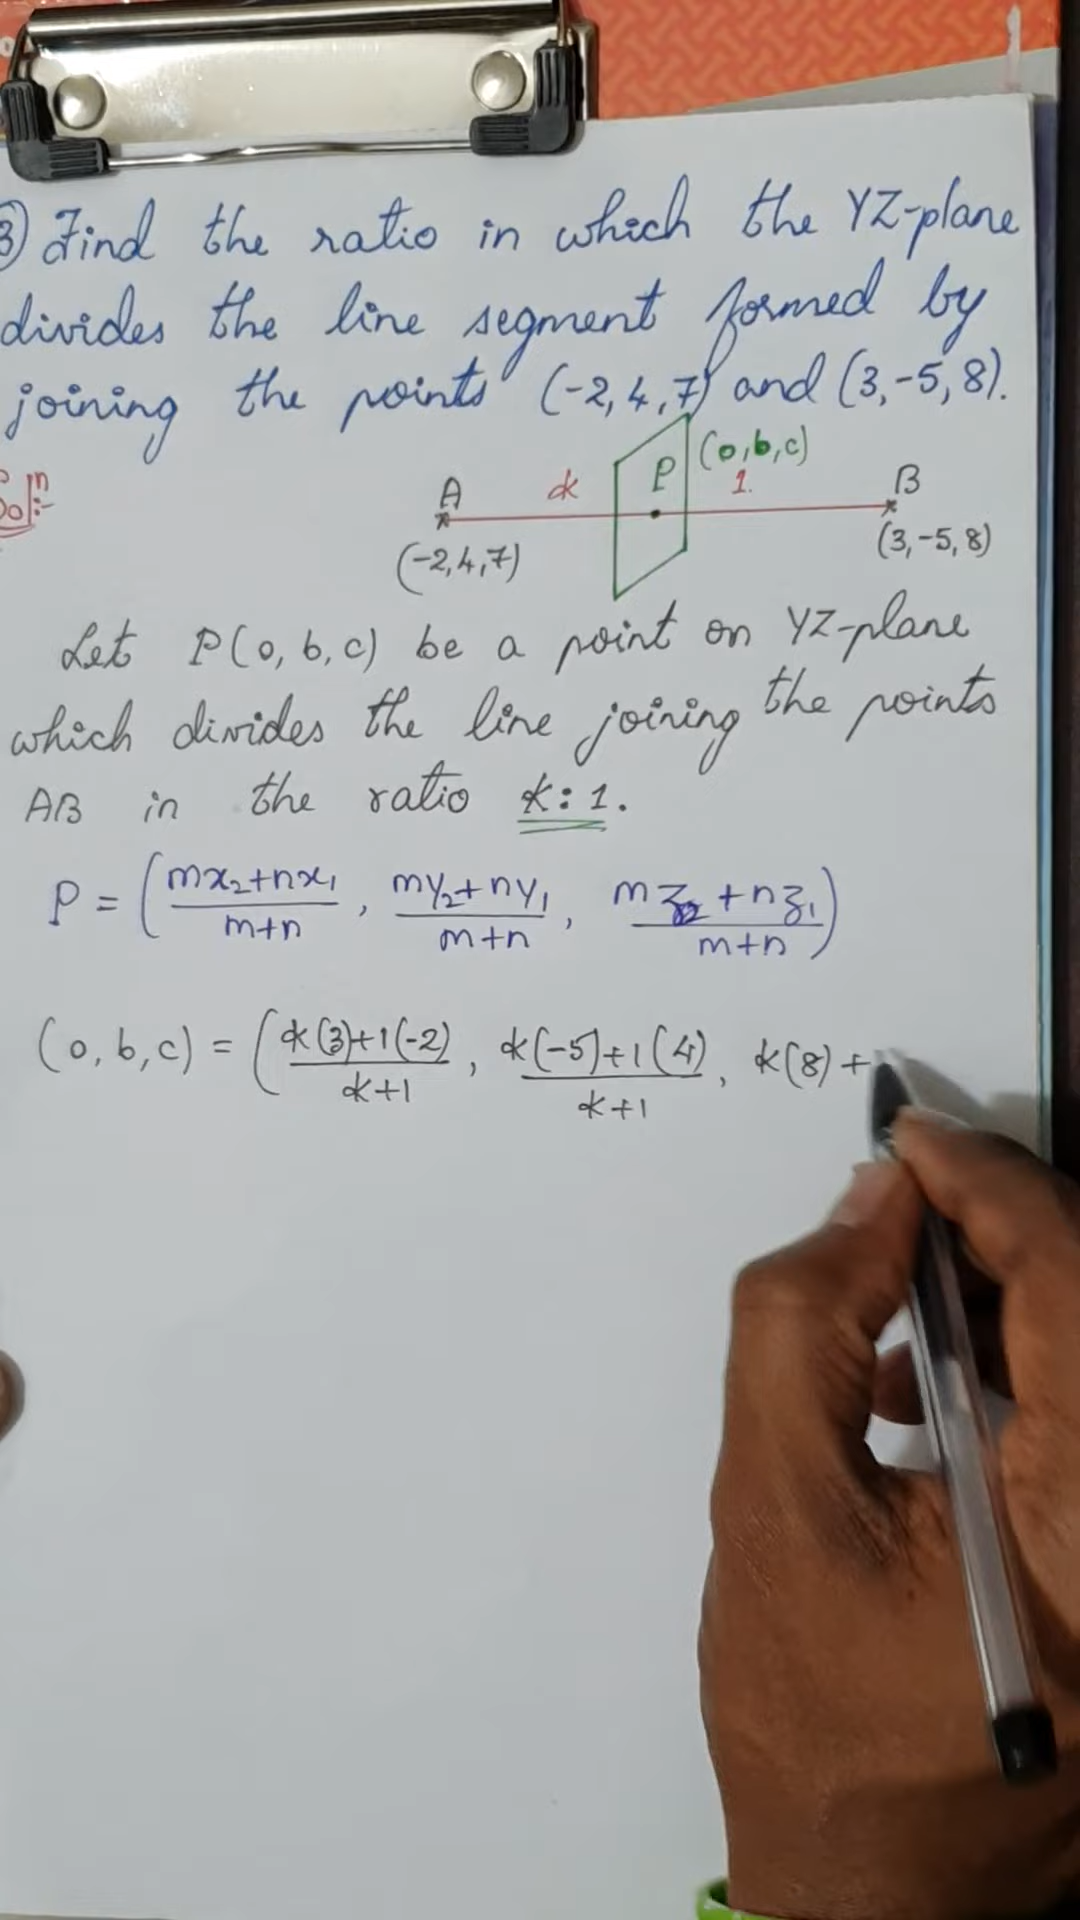 3) Find the ratio in which the YZ-plane
divides the line segment formed by
joining the points (-2,4,7) and (3,-5,8).
Solⁿ:-
A k P (0,b,c) 1. B
(-2,4,7) (3,-5,8)
Let P(0,b,c) be a point on YZ-plane
which divides the line joining the points
AB in the ratio k:1.
P = (mx₂+nx₁/m+n, my₂+ny₁/m+n, mz₂+nz₁/m+n)
(0,b,c) = (k(3)+1(-2)/k+1, k(-5)+1(4)/k+1, k(8)+